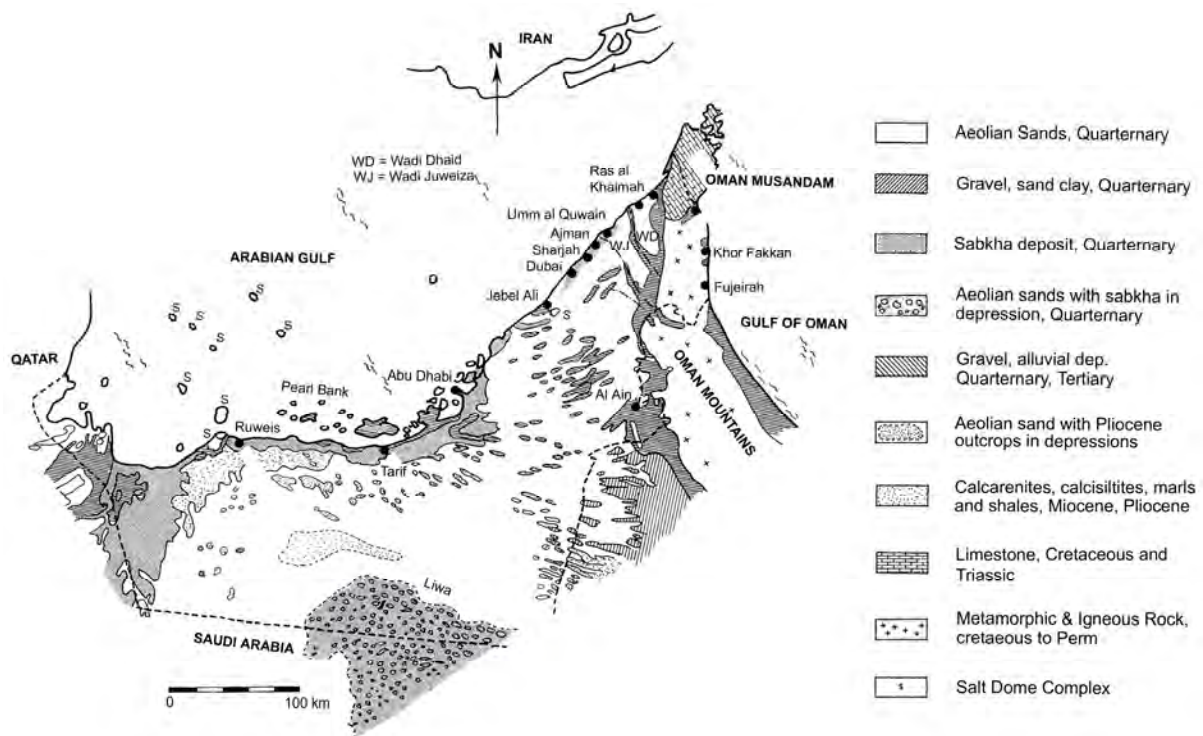 IRAN
N
WD = Wadi Dhaid
WJ = Wadi Juweiza
Ras al
Khaimah
OMAN MUSANDAM
Umm al Quwain
Ajman
Sharjah
Dubai
WJ
WD
Khor Fakkan
Fujeirah
ARABIAN GULF
Jebel Ali
GULF OF OMAN
QATAR
S
S
S
S
S
S
S
S
S
Pearl Bank
Abu Dhabi
Al Ain
OMAN MOUNTAINS
Ruweis
Tarif
Liwa
SAUDI ARABIA
0
100 km
Aeolian Sands, Quarternary
Gravel, sand clay, Quarternary
Sabkha deposit, Quarternary
Aeolian sands with sabkha in
depression, Quarternary
Gravel, alluvial dep.
Quarternary, Tertiary
Aeolian sand with Pliocene
outcrops in depressions
Calcarenites, calcisiltites, marls
and shales, Miocene, Pliocene
Limestone, Cretaceous and
Triassic
Metamorphic & Igneous Rock,
cretaeous to Perm
s
Salt Dome Complex